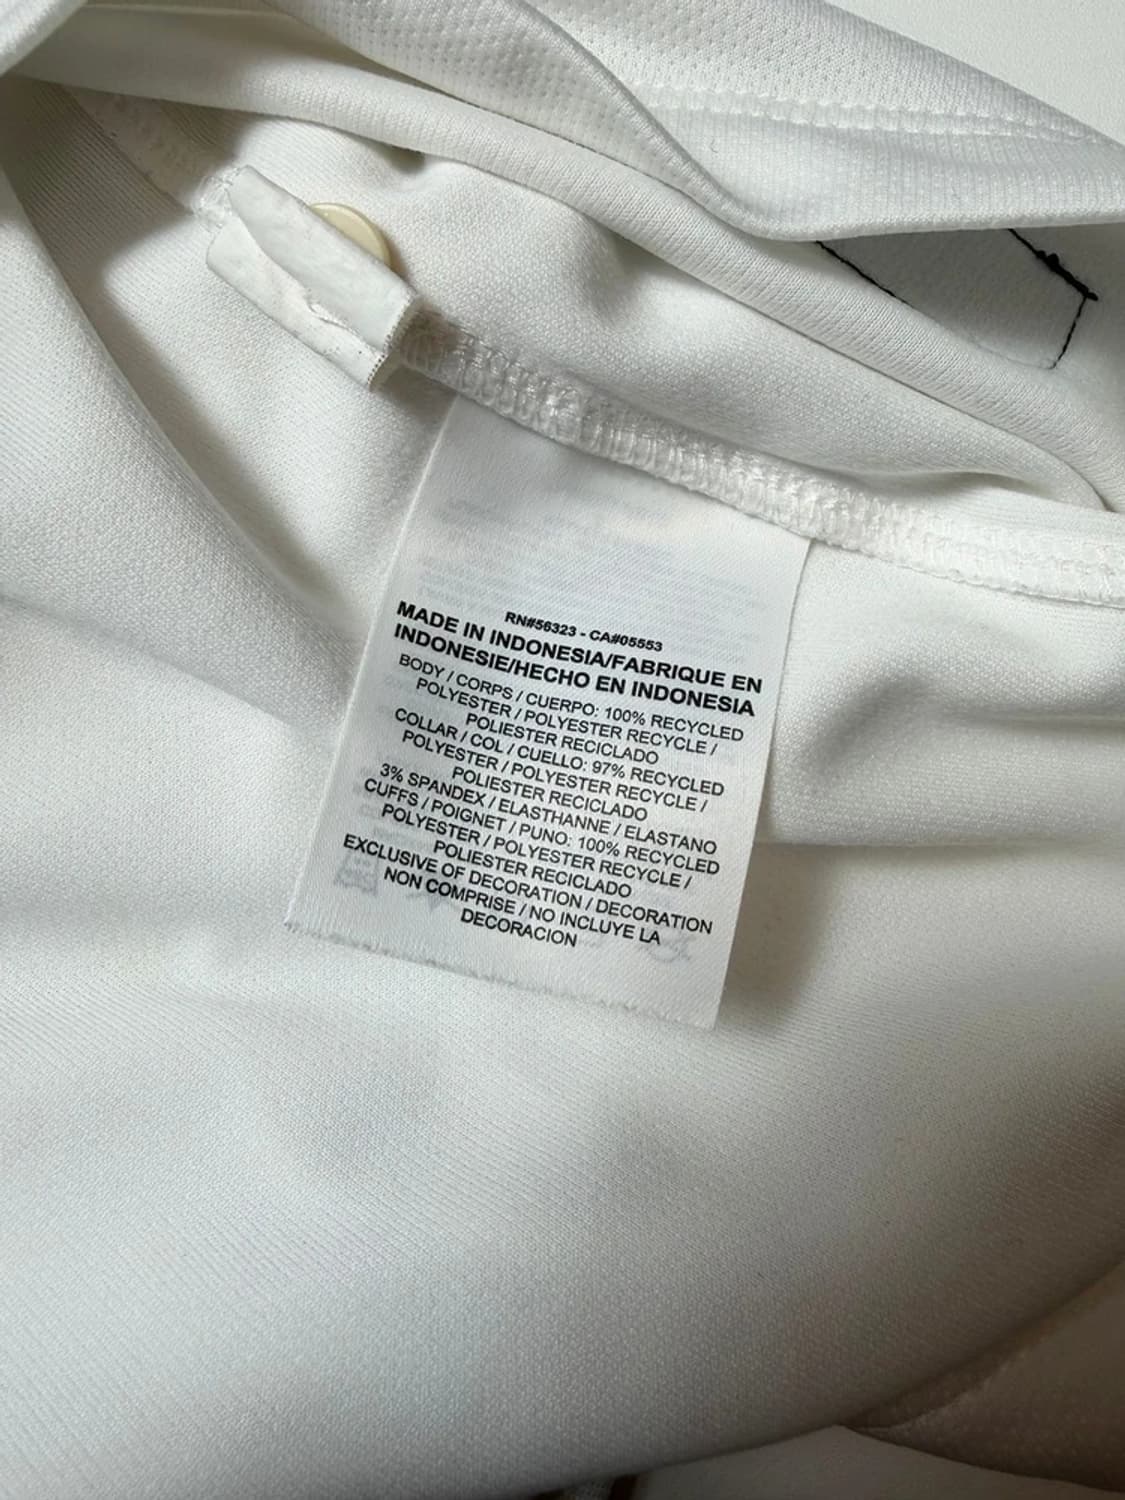 RN#56323 - CA#05553
MADE IN INDONESIA/FABRIQUE EN
INDONESIE/HECHO EN INDONESIA
BODY / CORPS / CUERPO: 100% RECYCLED
POLYESTER / POLYESTER RECYCLE /
POLIESTER RECICLADO
COLLAR / COL / CUELLO: 97% RECYCLED
POLYESTER / POLYESTER RECYCLE /
POLIESTER RECICLADO
3% SPANDEX / ELASTHANNE / ELASTANO
CUFFS / POIGNET / PUNO: 100% RECYCLED
POLYESTER / POLYESTER RECYCLE /
POLIESTER RECICLADO
EXCLUSIVE OF DECORATION / DECORATION
NON COMPRISE / NO INCLUYE LA
DECORACION